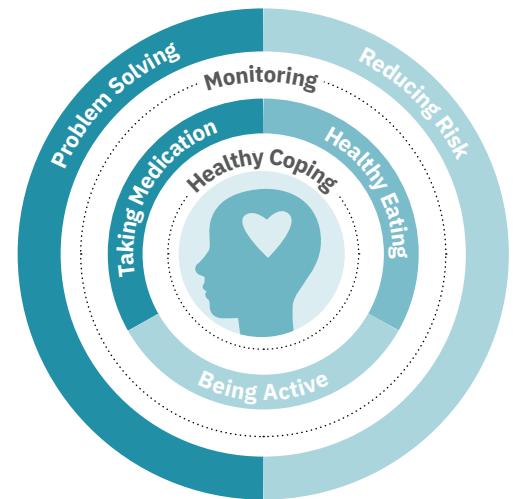 Problem Solving
Reducing Risk
Monitoring
Taking Medication
Healthy Eating
Healthy Coping
Being Active